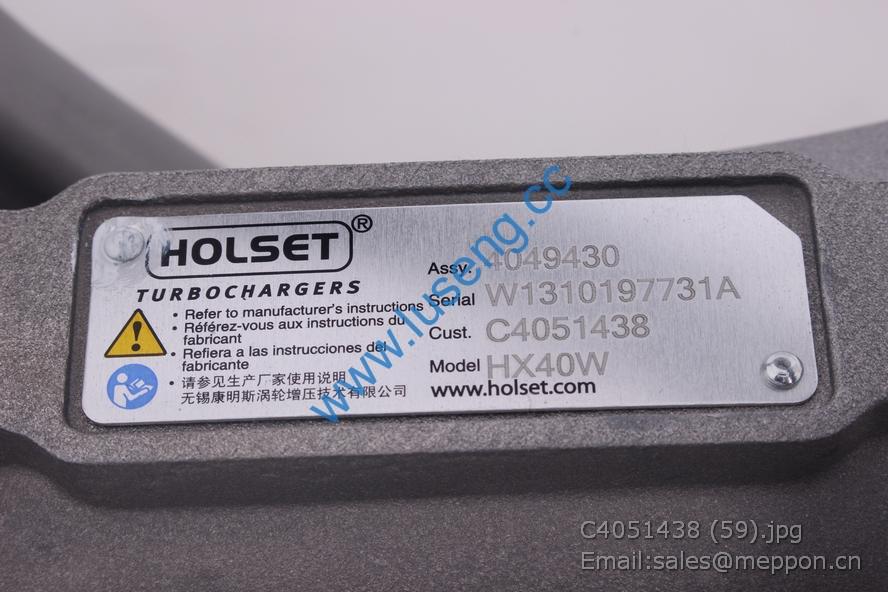 HOLSET®
TURBOCHARGERS
• Refer to manufacturer's instructions
• Référez-vous aux instructions du
fabricant
• Refiera a las instrucciones del
fabricante
• 请参见生产厂家使用说明
无锡康明斯涡轮增压技术有限公司
Assy. 4049430
Serial W1310197731A
Cust. C4051438
Model HX40W
www.holset.com
www.luseng.cc
C4051438 (59).jpg
Email:sales@meppon.cn